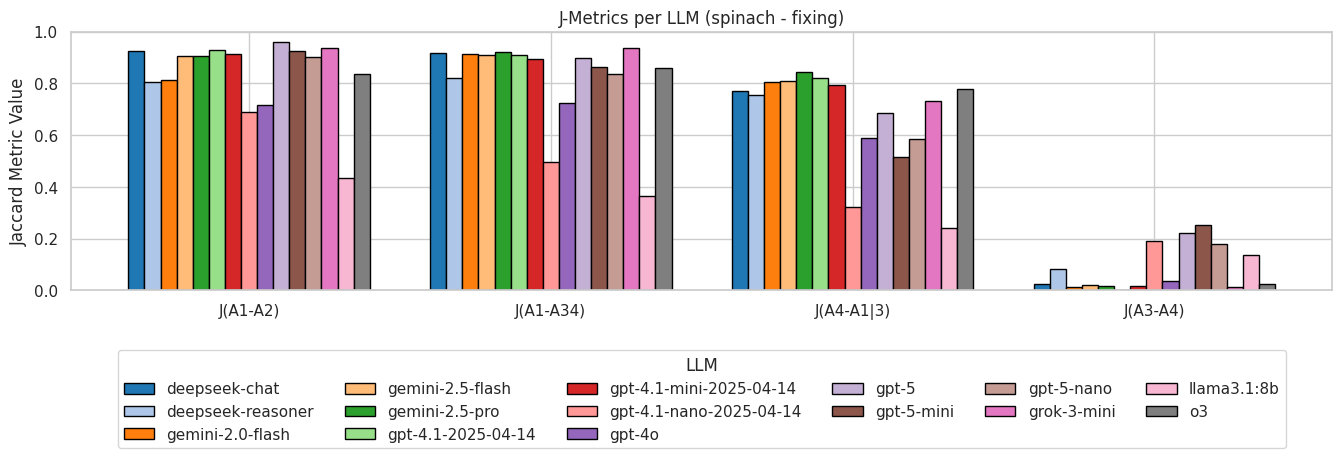 J-Metrics per LLM (spinach - fixing)
Jaccard Metric Value
1.0
0.8
0.6
0.4
0.2
0.0
J(A1-A2) J(A1-A34) J(A4-A1|3) J(A3-A4)
LLM
deepseek-chat gemini-2.5-flash gpt-4.1-mini-2025-04-14 gpt-5 gpt-5-nano llama3.1:8b
deepseek-reasoner gemini-2.5-pro gpt-4.1-nano-2025-04-14 gpt-5-mini grok-3-mini o3
gemini-2.0-flash gpt-4.1-2025-04-14 gpt-4o